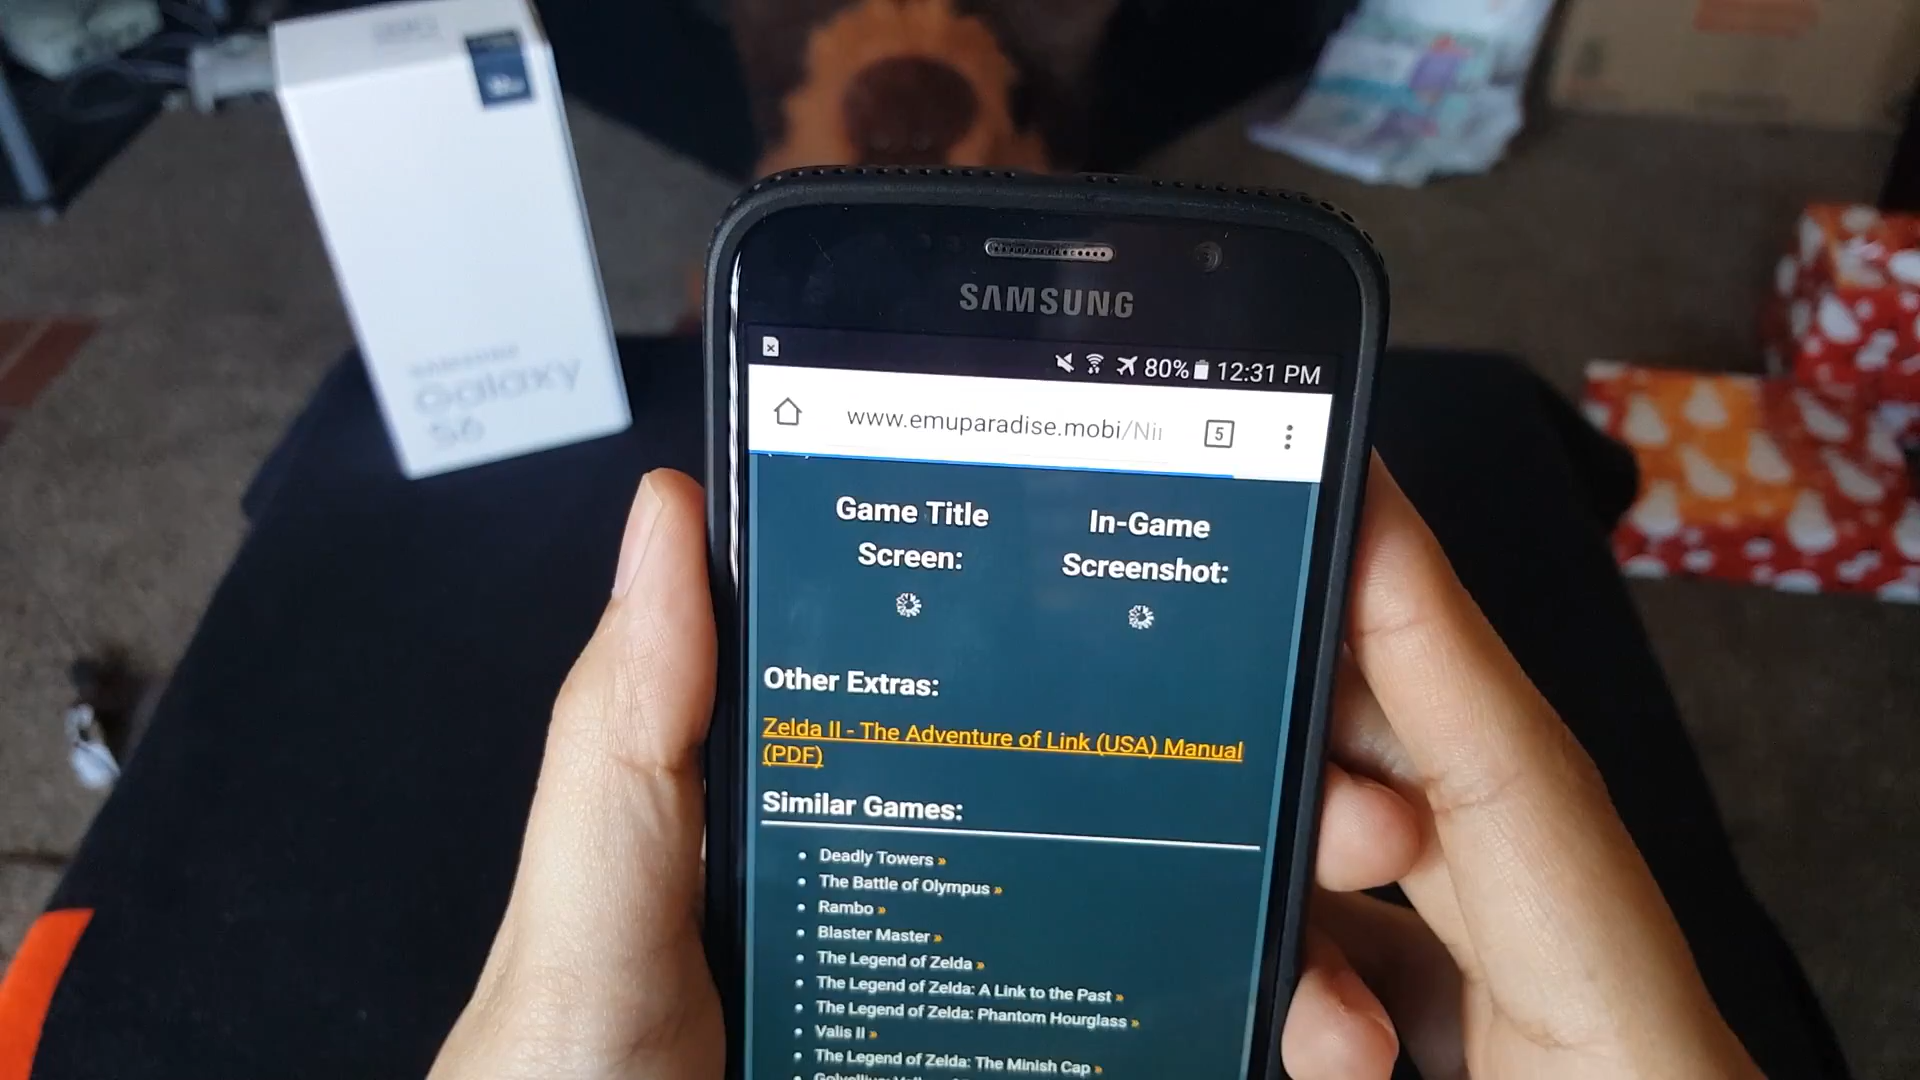 SAMSUNG
Galaxy
S6
SAMSUNG
80% 12:31 PM
www.emuparadise.mobi/Nin
5
Game Title
Screen:
In-Game
Screenshot:
Other Extras:
Zelda II - The Adventure of Link (USA) Manual
(PDF)
Similar Games:
Deadly Towers »
The Battle of Olympus »
Rambo »
Blaster Master »
The Legend of Zelda »
The Legend of Zelda: A Link to the Past »
The Legend of Zelda: Phantom Hourglass »
Valis II »
The Legend of Zelda: The Minish Cap »